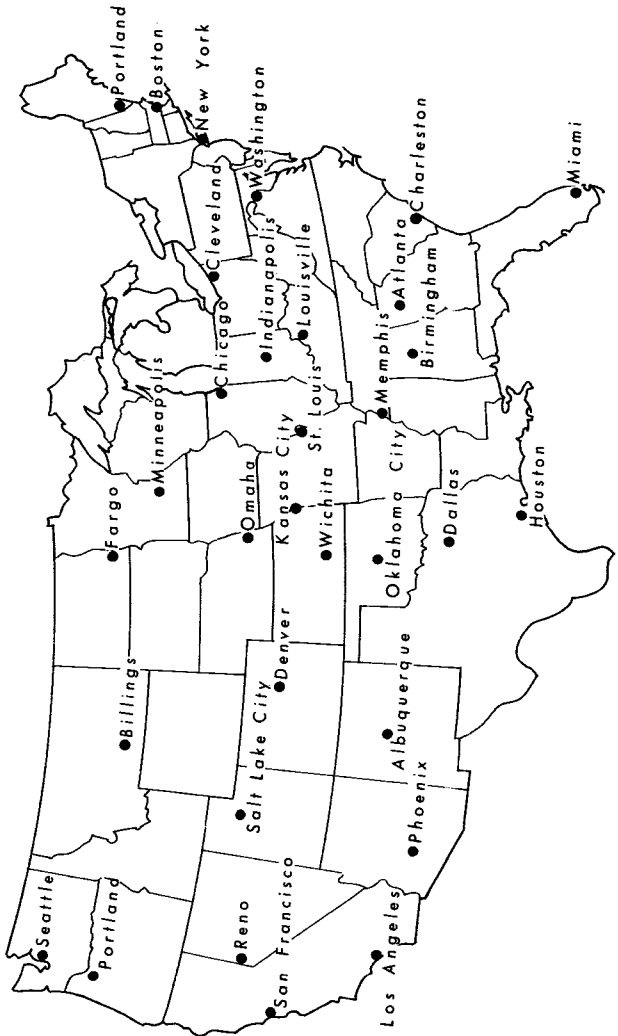 Seattle
Portland
Billings
Fargo
Minneapolis
Portland
Boston
New York
Reno
San Francisco
Salt Lake City
Denver
Omaha
Chicago
Cleveland
Washington
Kansas City
St. Louis
Indianapolis
Louisville
Wichita
Los Angeles
Phoenix
Albuquerque
Oklahoma City
Memphis
Atlanta
Birmingham
Charleston
Dallas
Houston
Miami